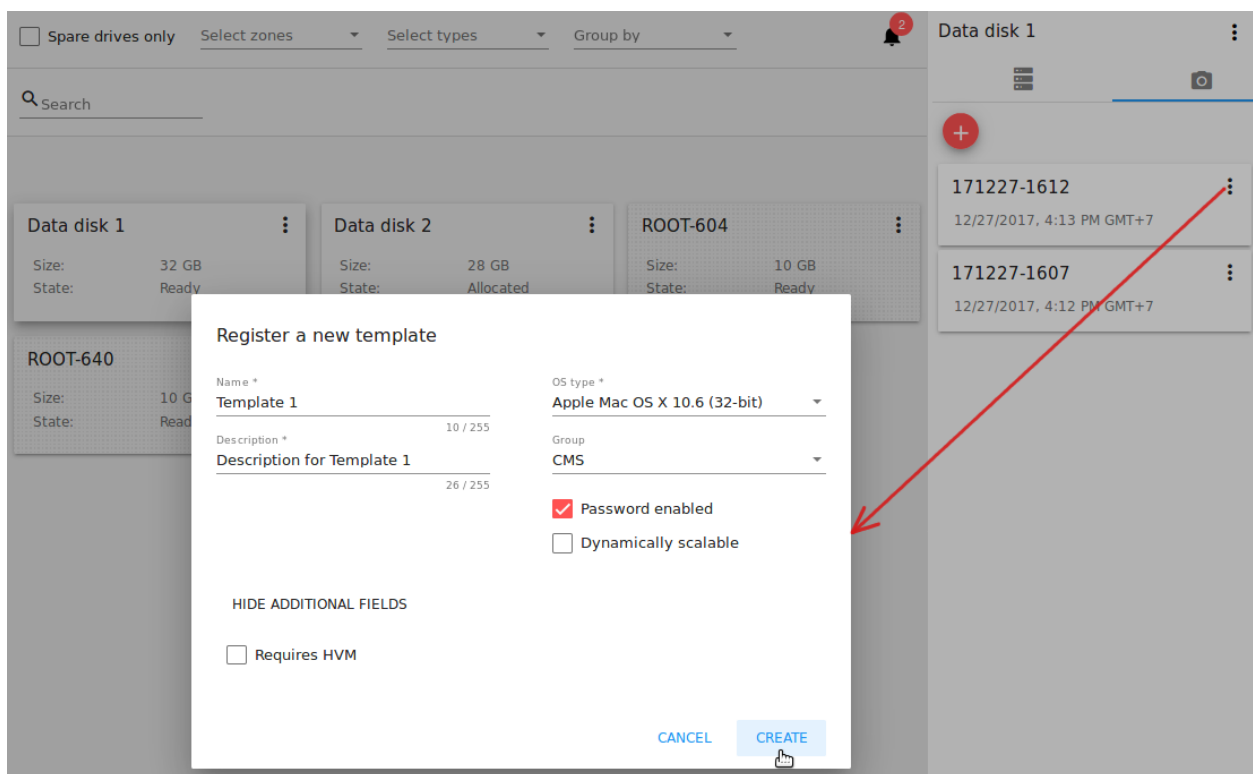 Spare drives only Select zones Select types Group by 2
Search
Data disk 1
Size: 32 GB
State: Ready
Data disk 2
Size: 28 GB
State: Allocated
ROOT-604
Size: 10 GB
State: Ready
ROOT-640
Size: 10 G
State: Read
Register a new template
Name *
Template 1
10 / 255
Description *
Description for Template 1
26 / 255
OS type *
Apple Mac OS X 10.6 (32-bit)
Group
CMS
Password enabled
Dynamically scalable
HIDE ADDITIONAL FIELDS
Requires HVM
CANCEL CREATE
Data disk 1
171227-1612
12/27/2017, 4:13 PM GMT+7
171227-1607
12/27/2017, 4:12 PM GMT+7